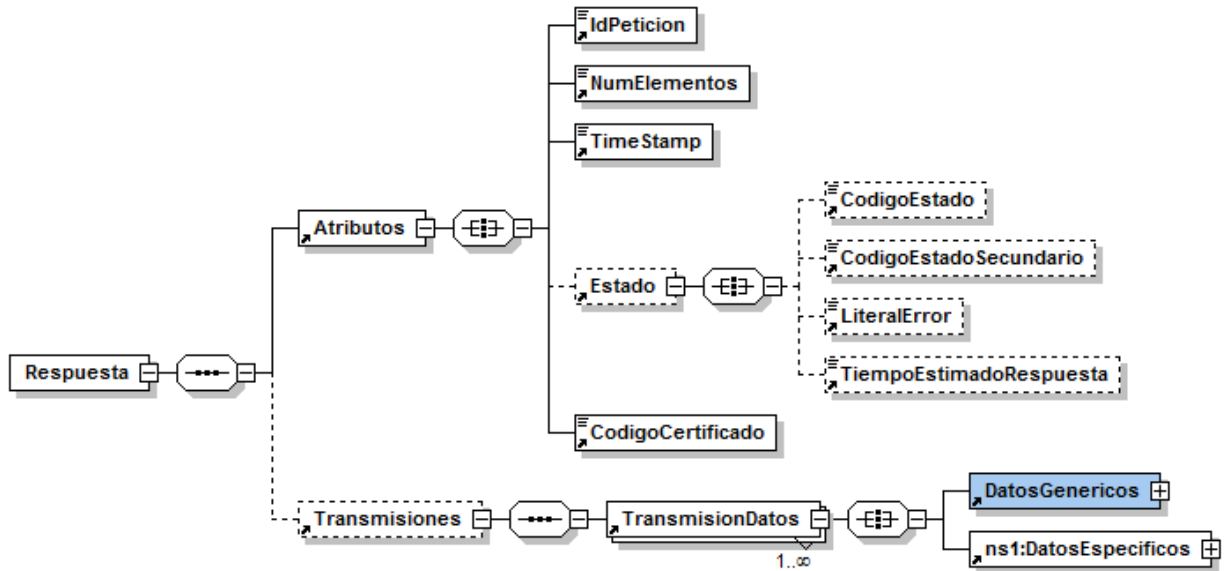 IdPeticion
NumElementos
TimeStamp
CodigoEstado
Atributos
CodigoEstadoSecundario
Estado
LiteralError
Respuesta
TiempoEstimadoRespuesta
CodigoCertificado
DatosGenericos
Transmisiones
TransmisionDatos
1..∞
ns1:DatosEspecificos